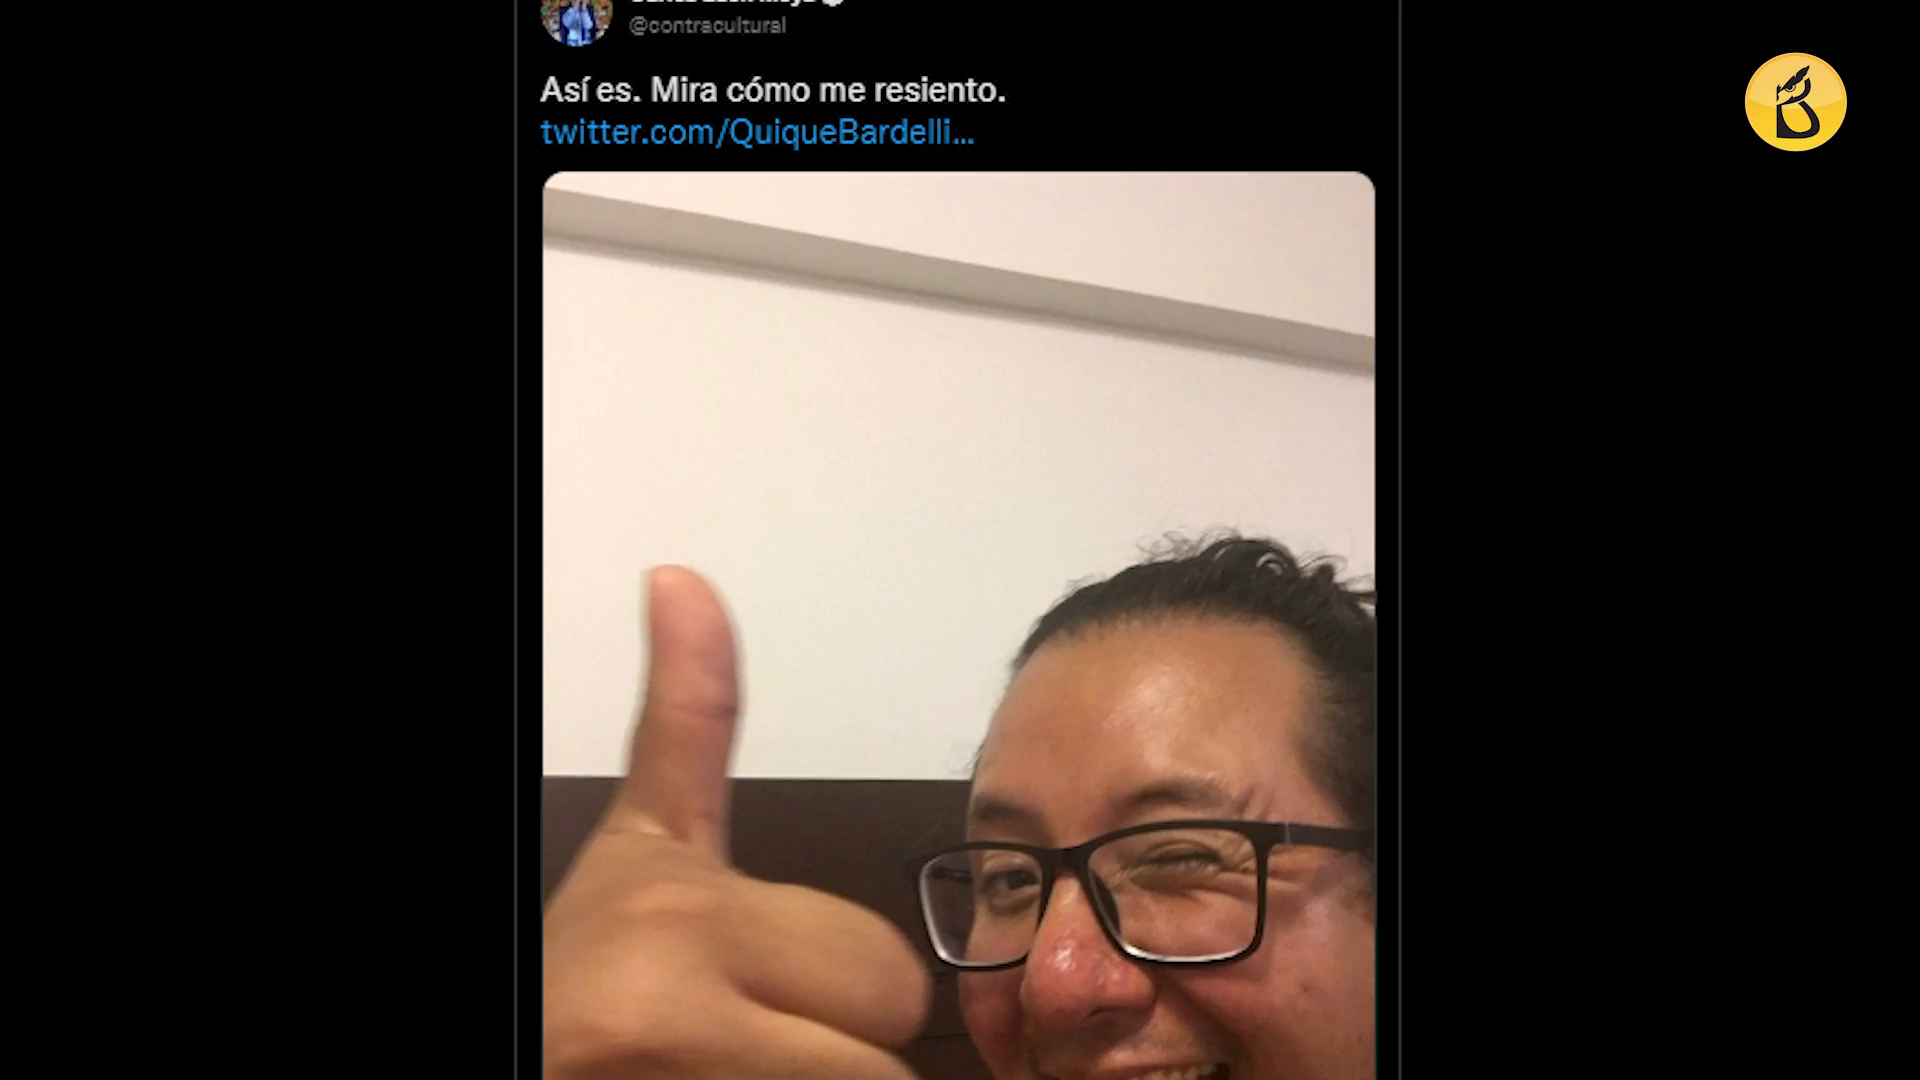 @contracultural
Así es. Mira cómo me resiento.
twitter.com/QuiqueBardelli...